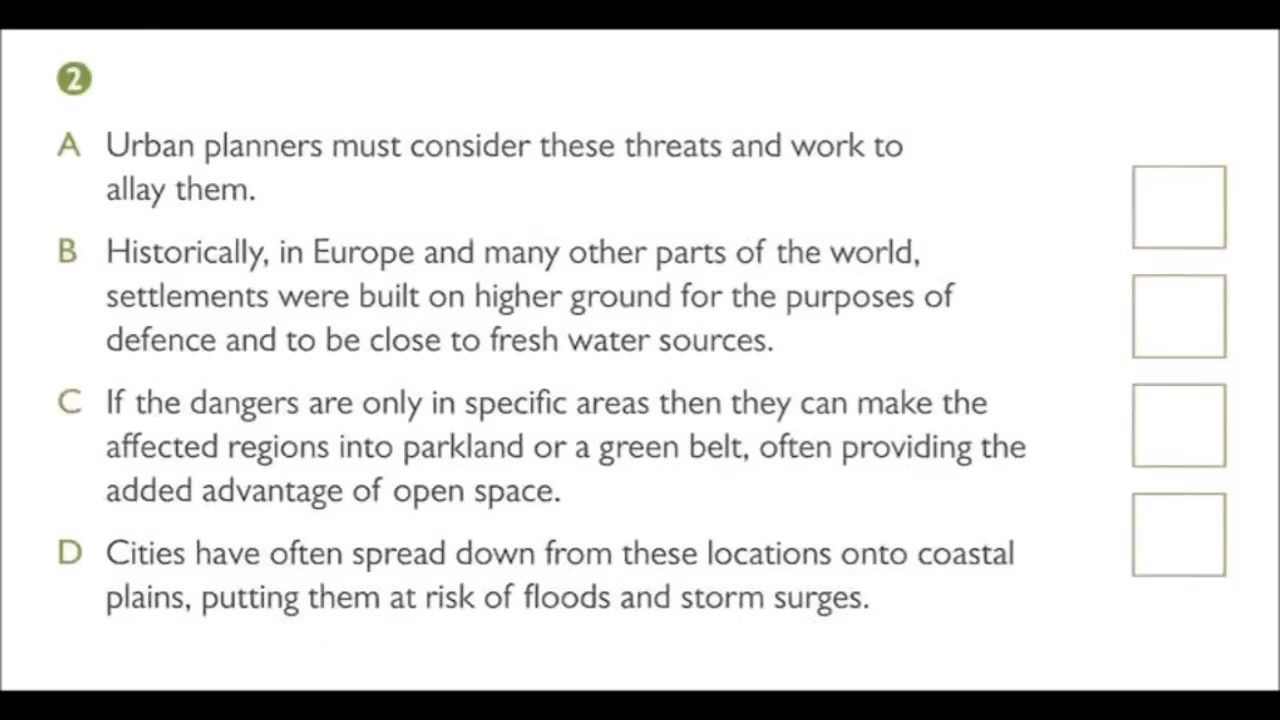 2
A Urban planners must consider these threats and work to
allay them.
B Historically, in Europe and many other parts of the world,
settlements were built on higher ground for the purposes of
defence and to be close to fresh water sources.
C If the dangers are only in specific areas then they can make the
affected regions into parkland or a green belt, often providing the
added advantage of open space.
D Cities have often spread down from these locations onto coastal
plains, putting them at risk of floods and storm surges.